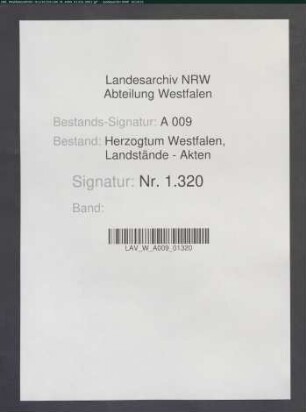 Landesarchiv NRW
Abteilung Westfalen
Bestands-Signatur: A 009
Bestand: Herzogtum Westfalen,
Landstände - Akten
Signatur: Nr. 1.320
Band:
LAV_W_A009_01320